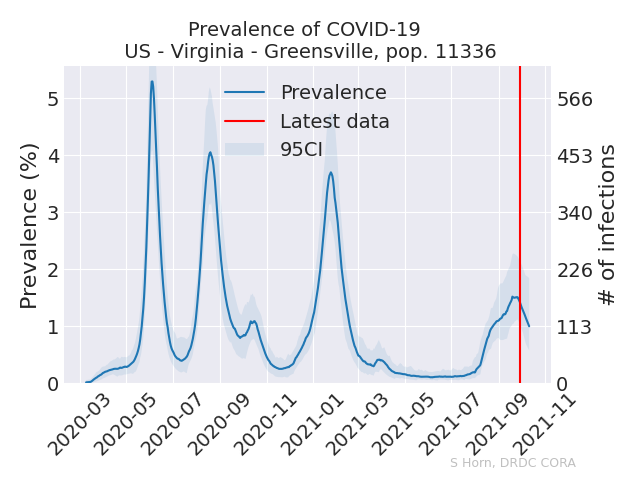 Prevalence of COVID-19
US - Virginia - Greensville, pop. 11336
Prevalence
Latest data
95CI
Prevalence (%)
5
4
3
2
1
0
# of infections
566
453
340
226
113
0
2020-03
2020-05
2020-07
2020-09
2020-11
2021-01
2021-03
2021-05
2021-07
2021-09
2021-11
S Horn, DRDC CORA